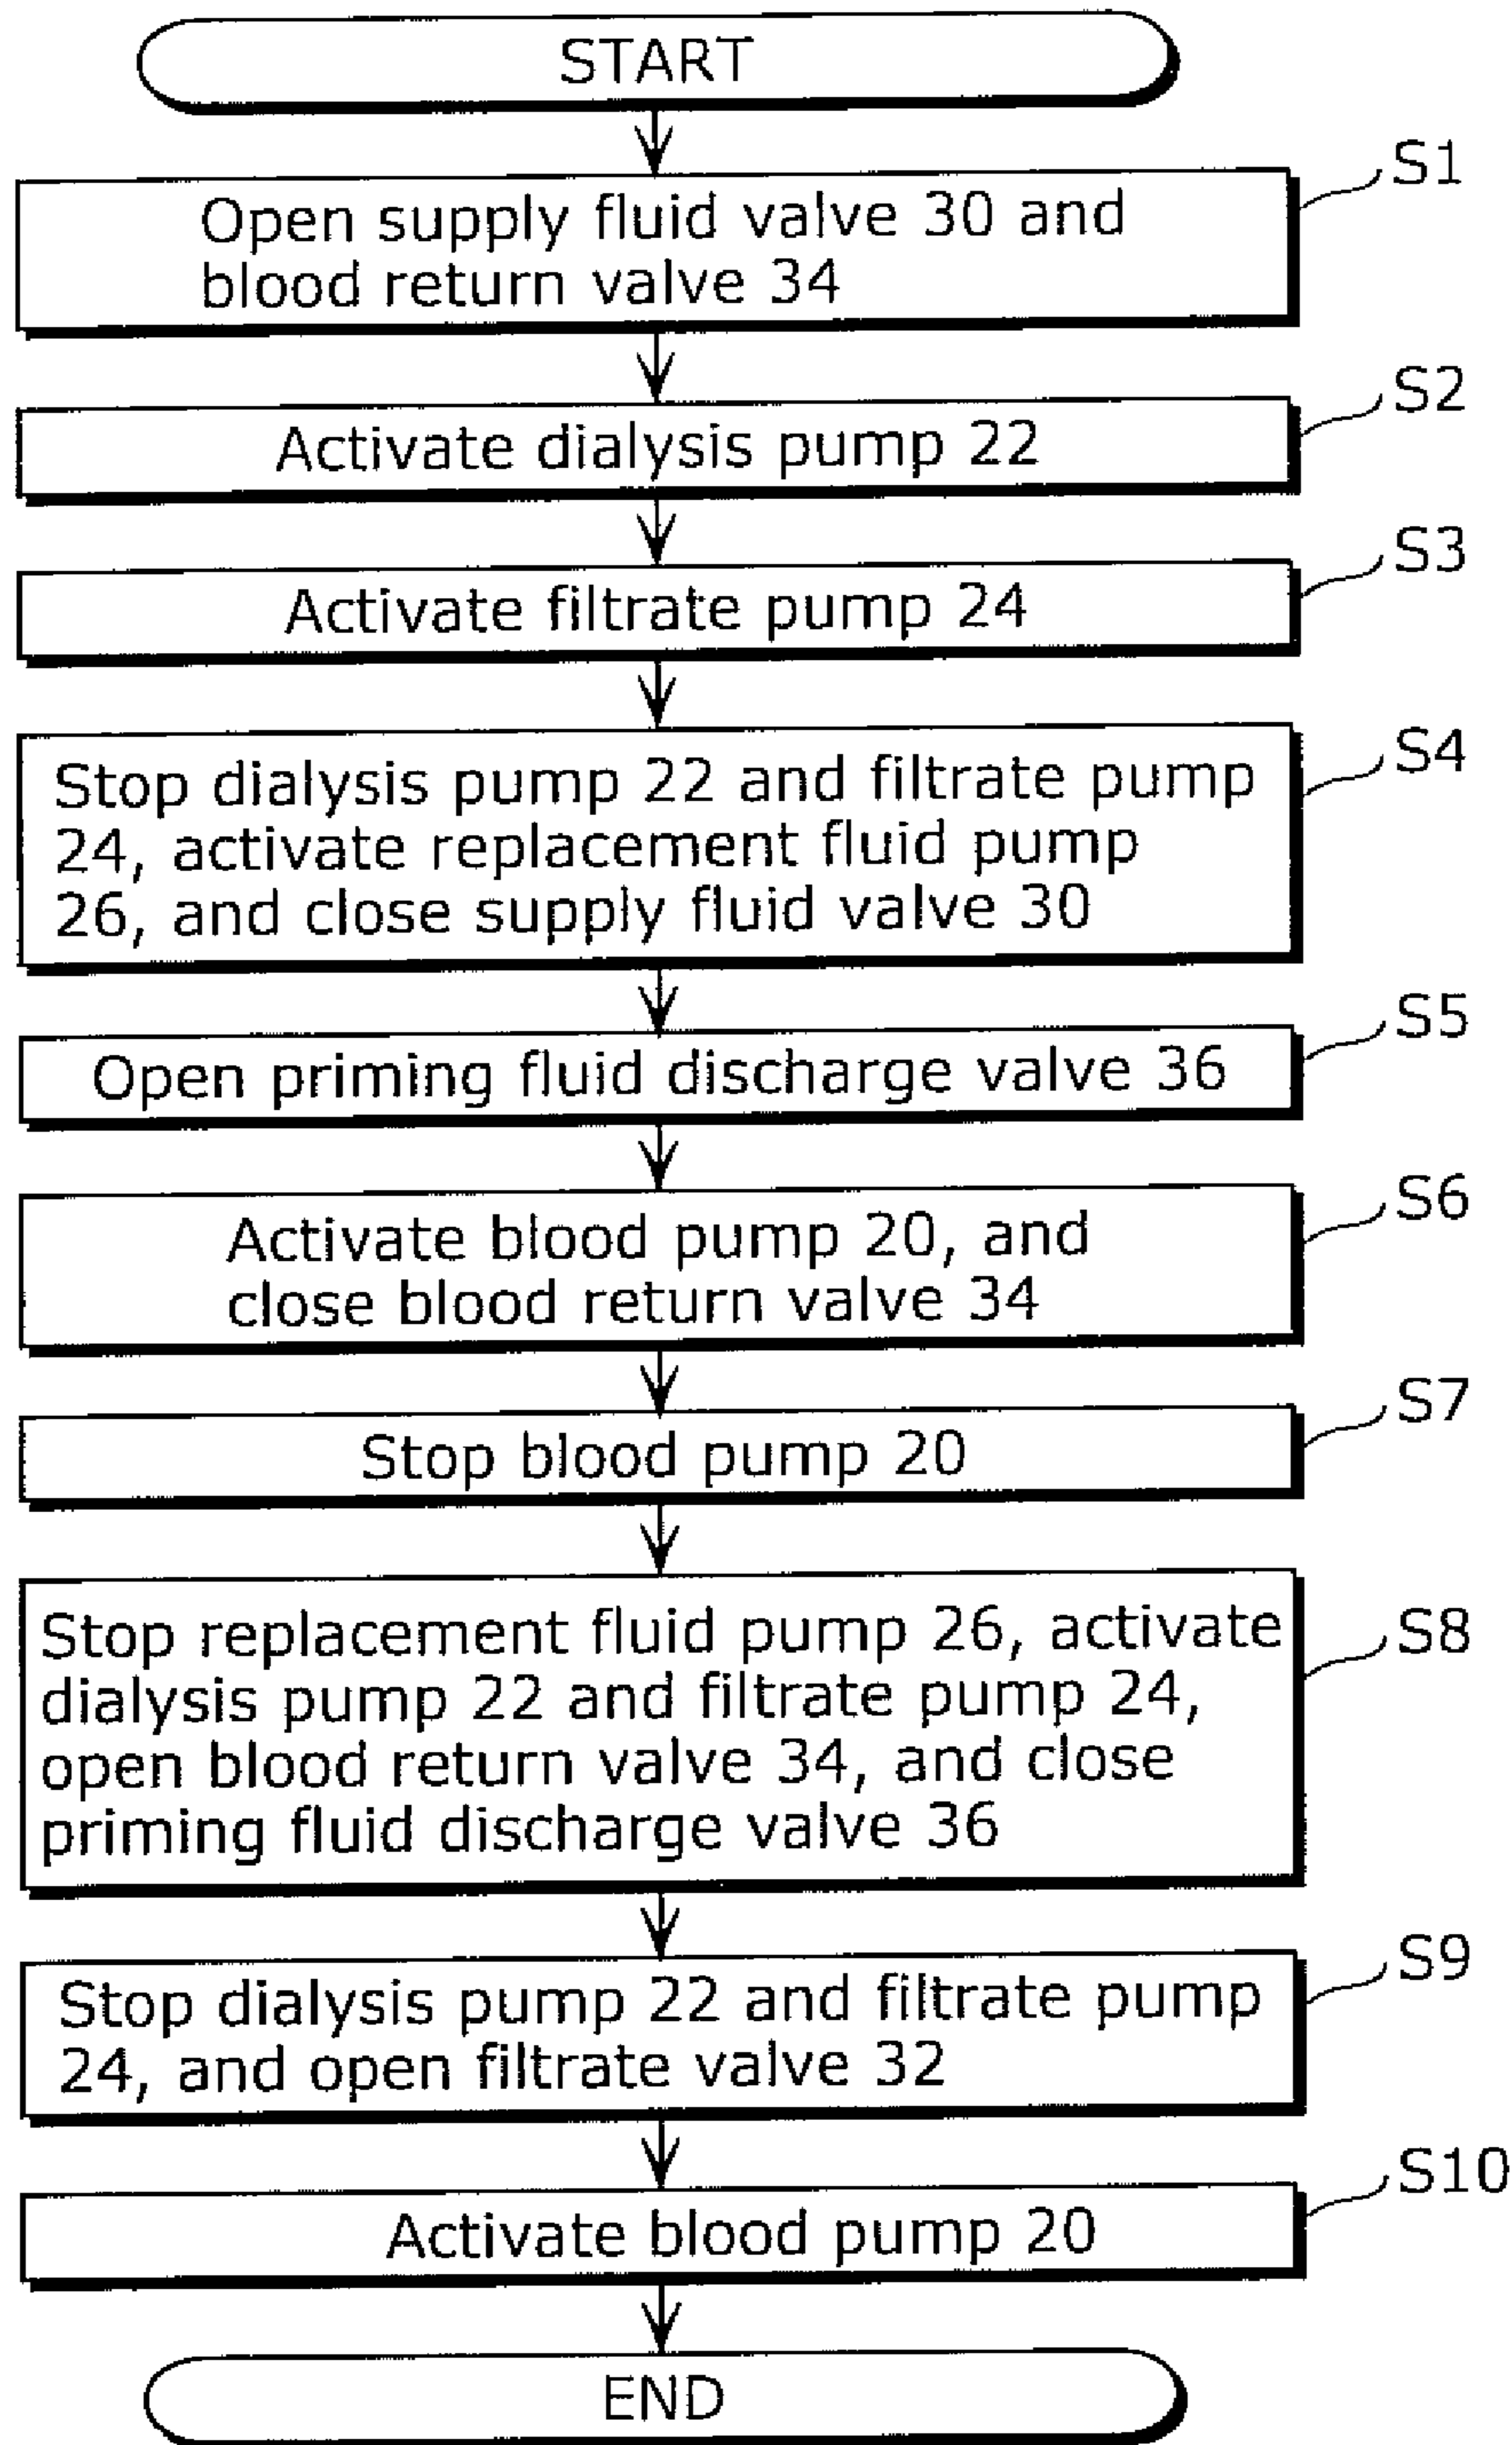 START
S1
Open supply fluid valve 30 and
blood return valve 34
S2
Activate dialysis pump 22
S3
Activate filtrate pump 24
S4
Stop dialysis pump 22 and filtrate pump
24, activate replacement fluid pump
26, and close supply fluid valve 30
S5
Open priming fluid discharge valve 36
S6
Activate blood pump 20, and
close blood return valve 34
S7
Stop blood pump 20
S8
Stop replacement fluid pump 26, activate
dialysis pump 22 and filtrate pump 24,
open blood return valve 34, and close
priming fluid discharge valve 36
S9
Stop dialysis pump 22 and filtrate pump
24, and open filtrate valve 32
S10
Activate blood pump 20
END